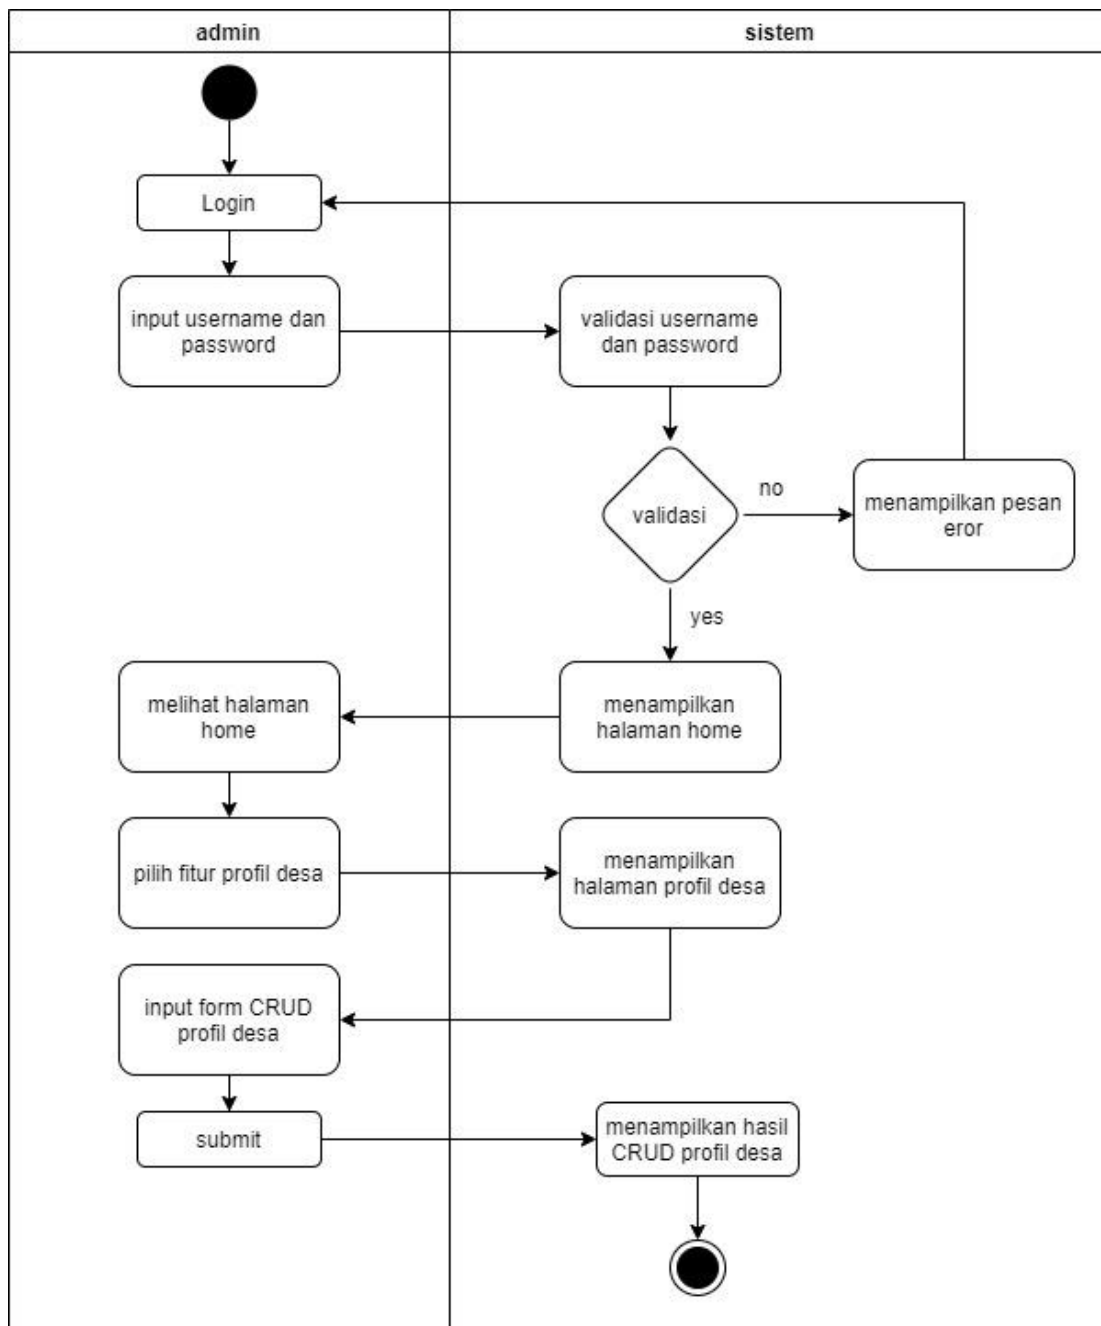 admin
sistem
Login
input username dan
password
validasi username
dan password
validasi
no
menampilkan pesan
eror
yes
melihat halaman
home
menampilkan
halaman home
pilih fitur profil desa
menampilkan
halaman profil desa
input form CRUD
profil desa
submit
menampilkan hasil
CRUD profil desa